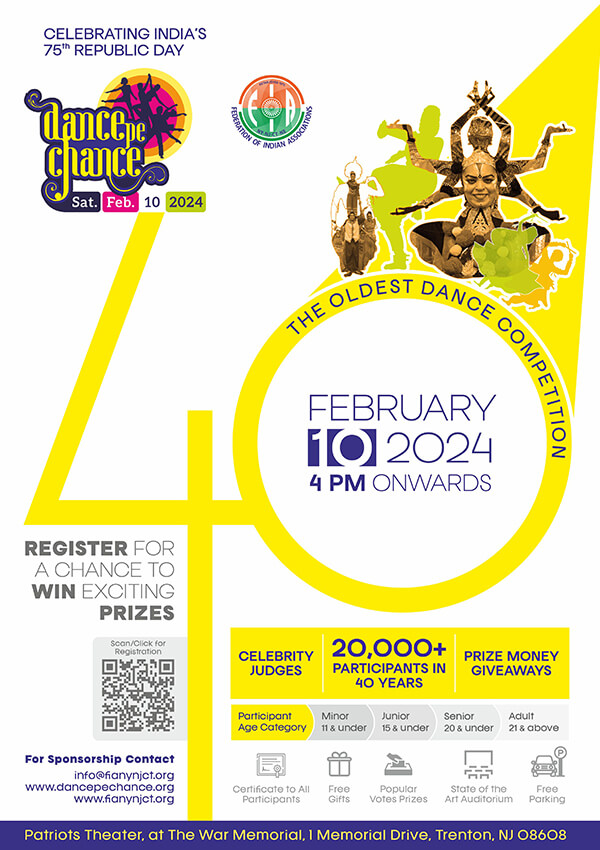 CELEBRATING INDIA'S
75th REPUBLIC DAY
dance pe
chance
Sat. Feb. 10 2024
FIA
FEDERATION OF INDIAN ASSOCIATIONS
40
THE OLDEST DANCE COMPETITION
FEBRUARY
10 2024
4 PM ONWARDS
REGISTER FOR
A CHANCE TO
WIN EXCITING
PRIZES
Scan/Click for
Registration
For Sponsorship Contact
info@fianynjct.org
www.dancepechance.org
www.fianynjct.org
CELEBRITY
JUDGES
20,000+
PARTICIPANTS IN
40 YEARS
PRIZE MONEY
GIVEAWAYS
Participant
Age Category
Minor
11 & under
Junior
15 & under
Senior
20 & under
Adult
21 & above
Certificate to All
Participants
Free
Gifts
Popular
Votes Prizes
State of the
Art Auditorium
P
Free
Parking
Patriots Theater, at The War Memorial, 1 Memorial Drive, Trenton, NJ 08608